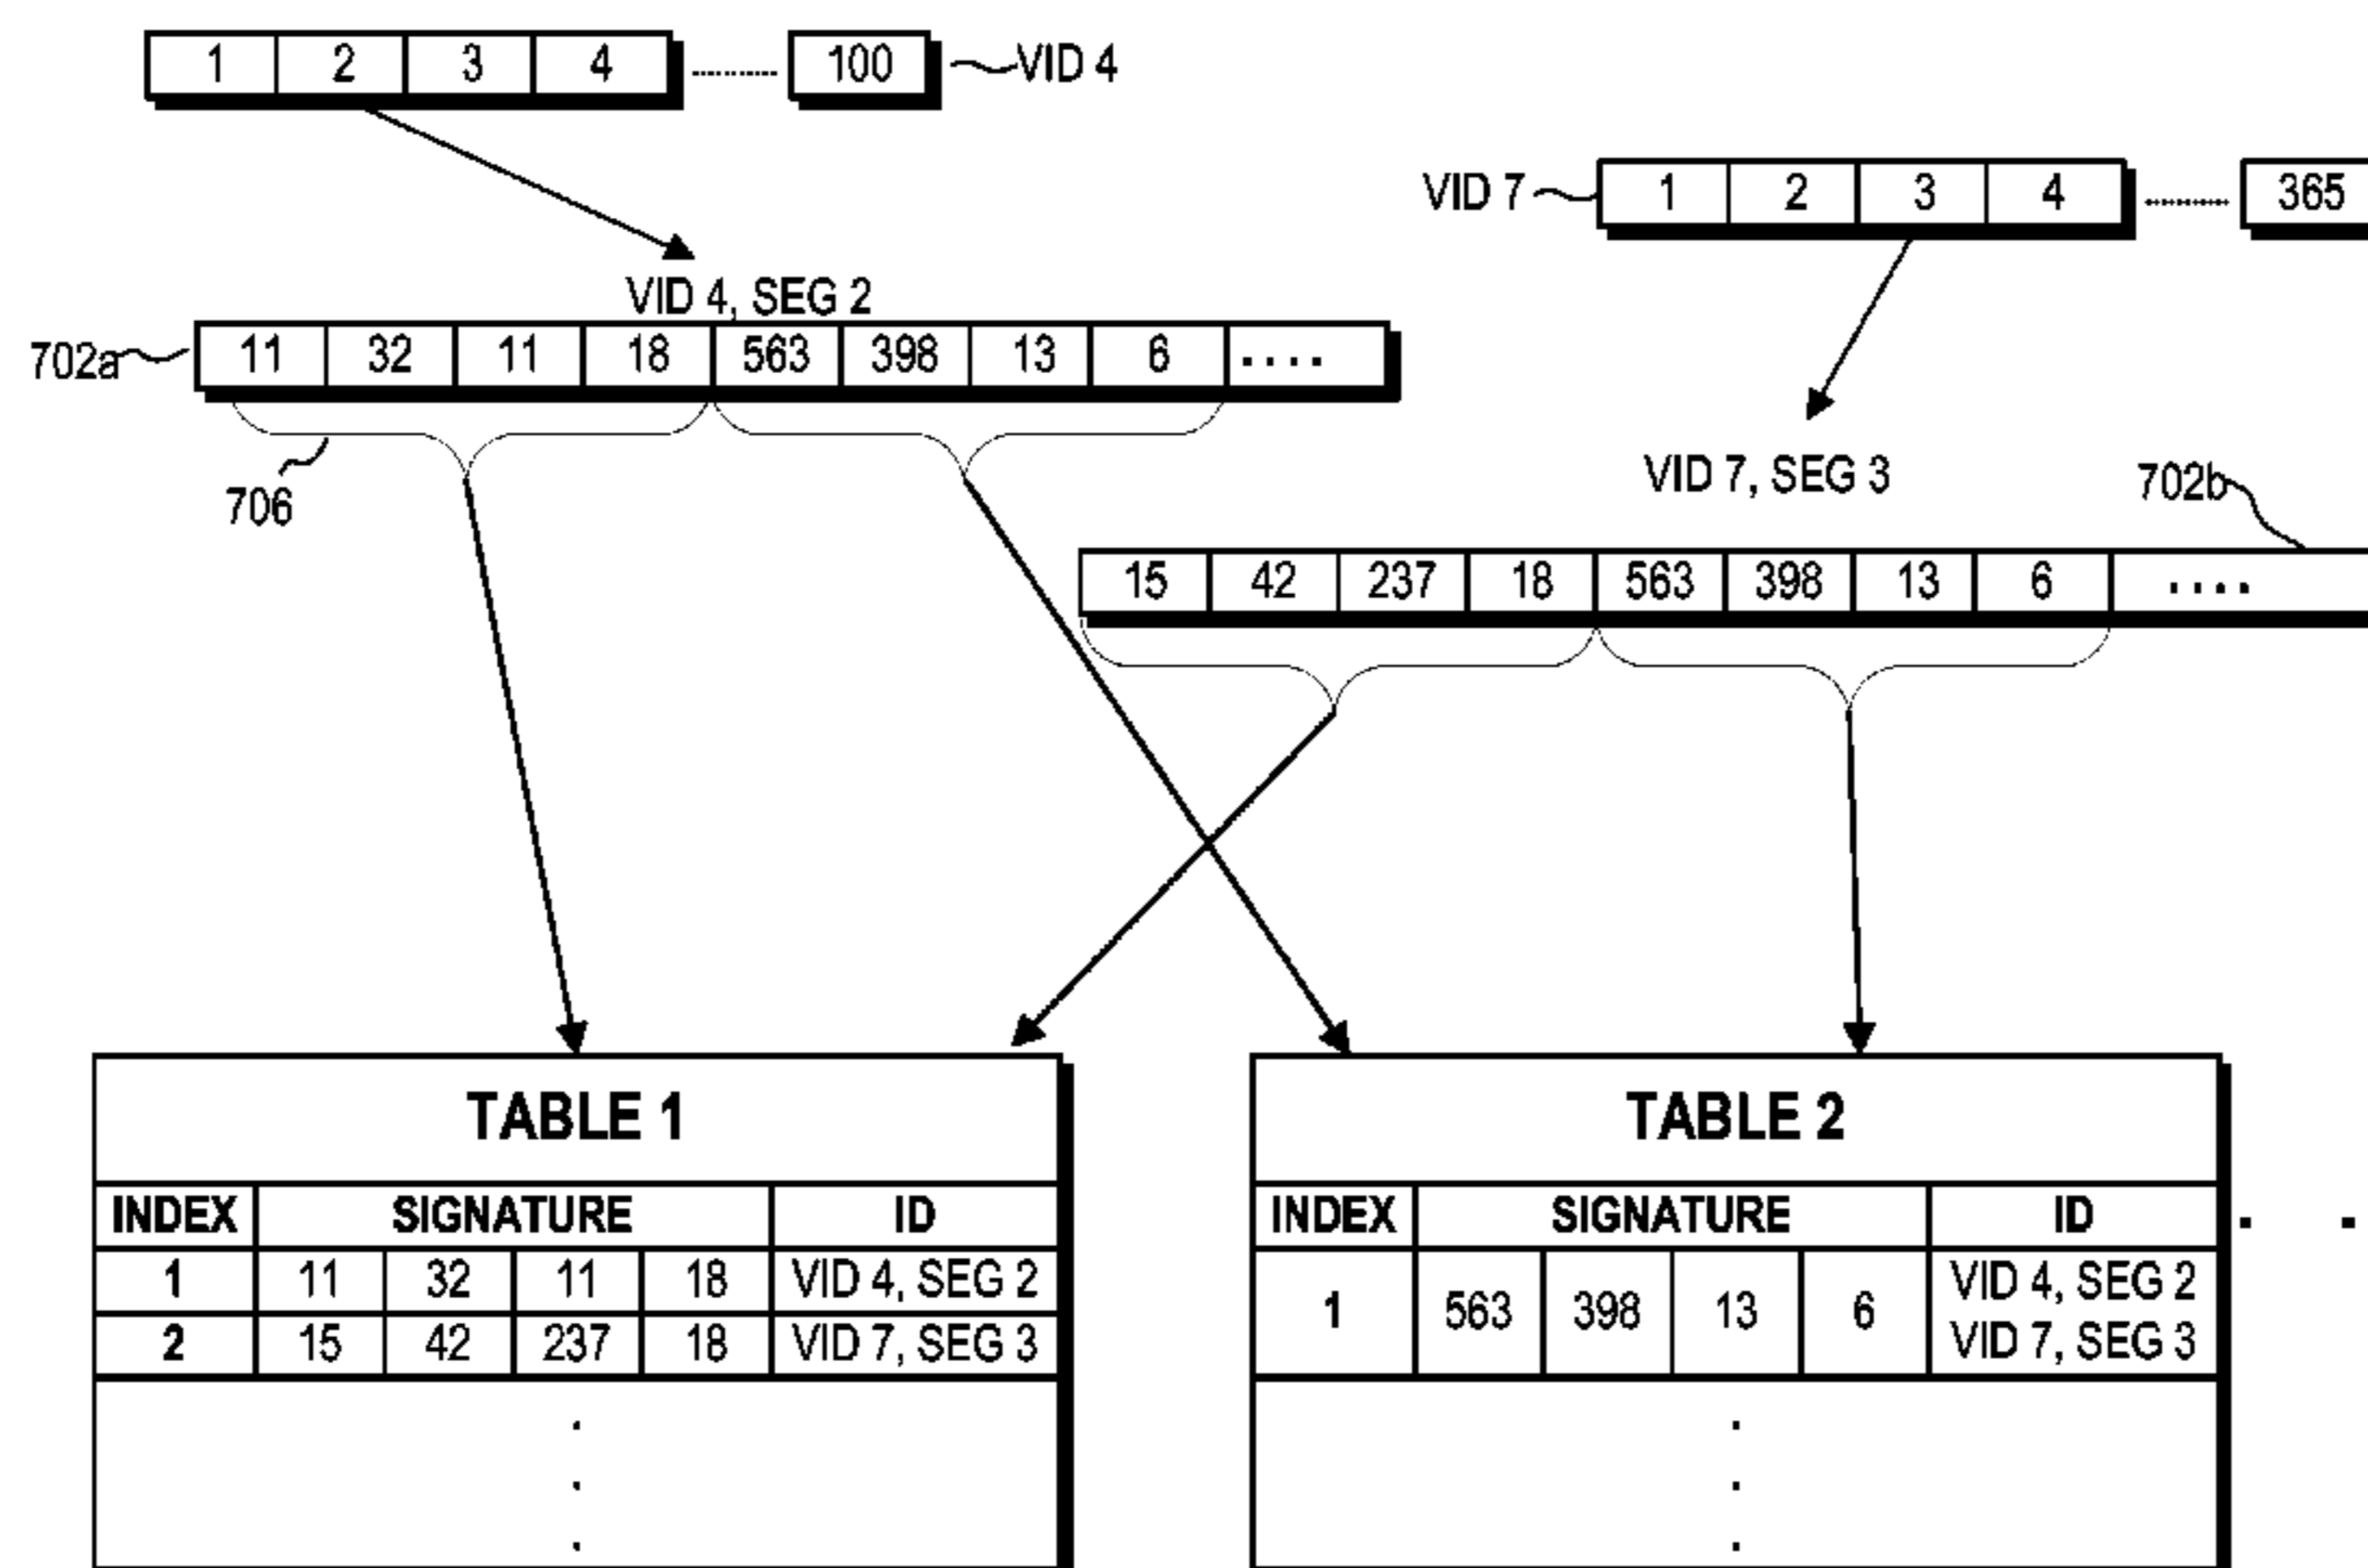 1 2 3 4 ........... 100 VID 4
VID 7 1 2 3 4 ........... 365
VID 4, SEG 2
702a 11 32 11 18 563 398 13 6 ....
706
VID 7, SEG 3 702b
15 42 237 18 563 398 13 6 ....
TABLE 1
INDEX SIGNATURE ID
1 11 32 11 18 VID 4, SEG 2
2 15 42 237 18 VID 7, SEG 3
.
.
.
TABLE 2
INDEX SIGNATURE ID
1 563 398 13 6 VID 4, SEG 2
VID 7, SEG 3
.
.
.
. .